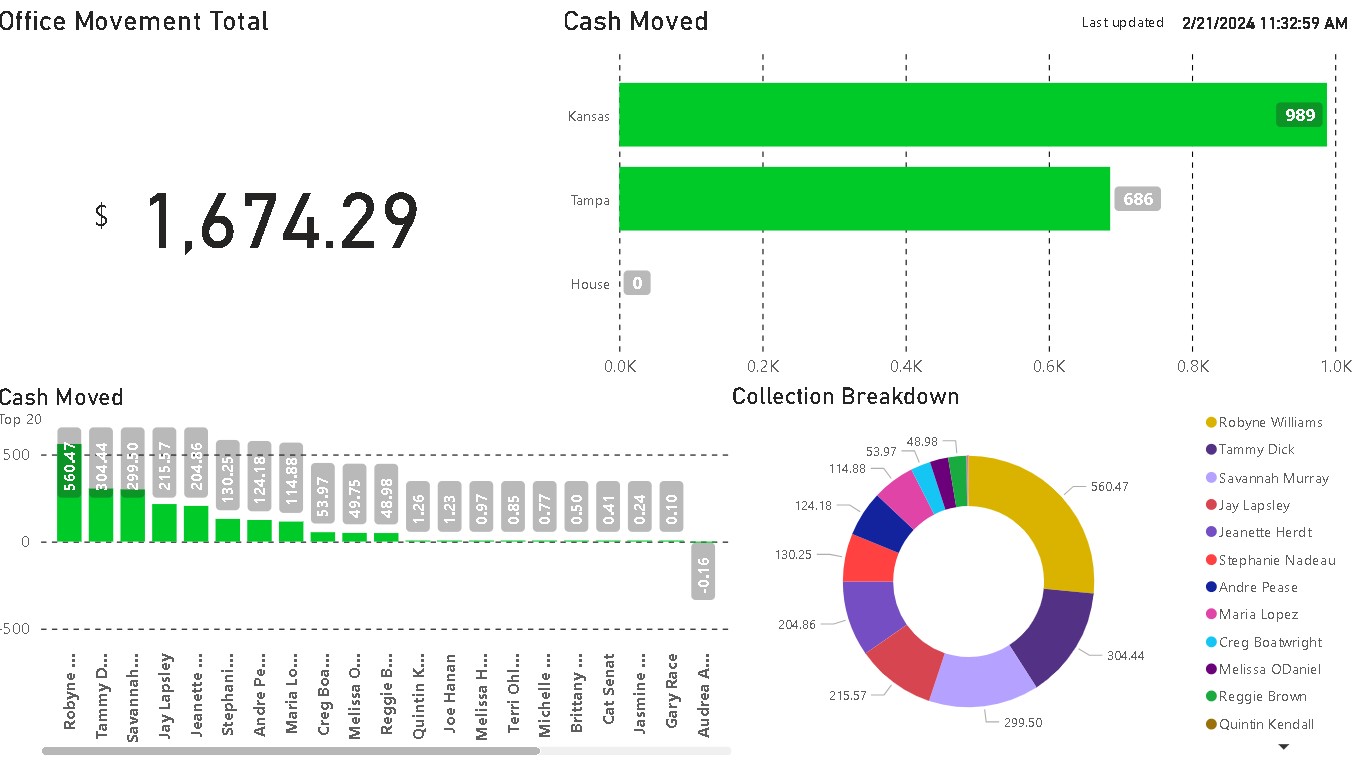 Office Movement Total
$ 1,674.29
Cash Moved
Last updated 2/21/2024 11:32:59 AM
Kansas 989
Tampa 686
House 0
0.0K 0.2K 0.4K 0.6K 0.8K 1.0K
Cash Moved
Top 20
500
0
-500
560.47 304.44 299.50 215.57 204.86 130.25 124.18 114.88 53.97 49.75 48.98 1.26 1.23 0.97 0.85 0.77 0.50 0.41 0.24 0.10 -0.16
Robyne ...
Tammy D...
Savannah...
Jay Lapsley
Jeanette ...
Stephani...
Andre Pe...
Maria Lo...
Creg Boa...
Melissa O...
Reggie B...
Quintin K...
Joe Hanan
Melissa H...
Terri Ohl...
Michelle ...
Brittany ...
Cat Senat
Jasmine ...
Gary Race
Audrea A...
Collection Breakdown
560.47
304.44
299.50
215.57
204.86
130.25
124.18
114.88
53.97
48.98
Robyne Williams
Tammy Dick
Savannah Murray
Jay Lapsley
Jeanette Herdt
Stephanie Nadeau
Andre Pease
Maria Lopez
Creg Boatwright
Melissa ODaniel
Reggie Brown
Quintin Kendall